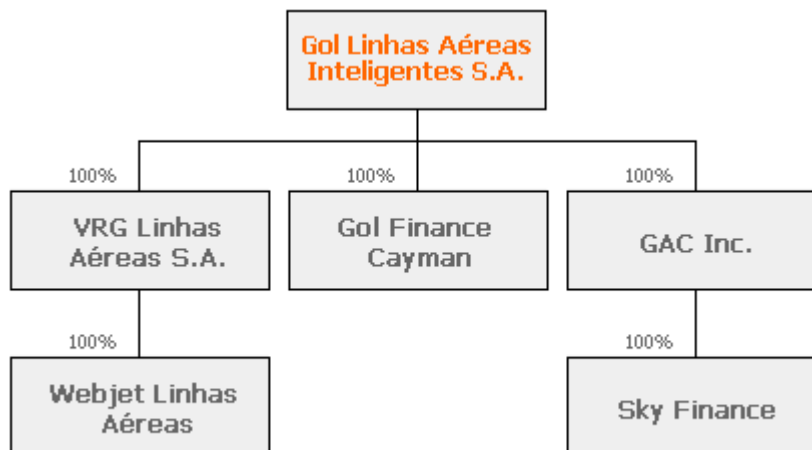 Gol Linhas Aéreas
Inteligentes S.A.
100%
100%
100%
VRG Linhas
Aéreas S.A.
Gol Finance
Cayman
GAC Inc.
100%
100%
Webjet Linhas
Aéreas
Sky Finance